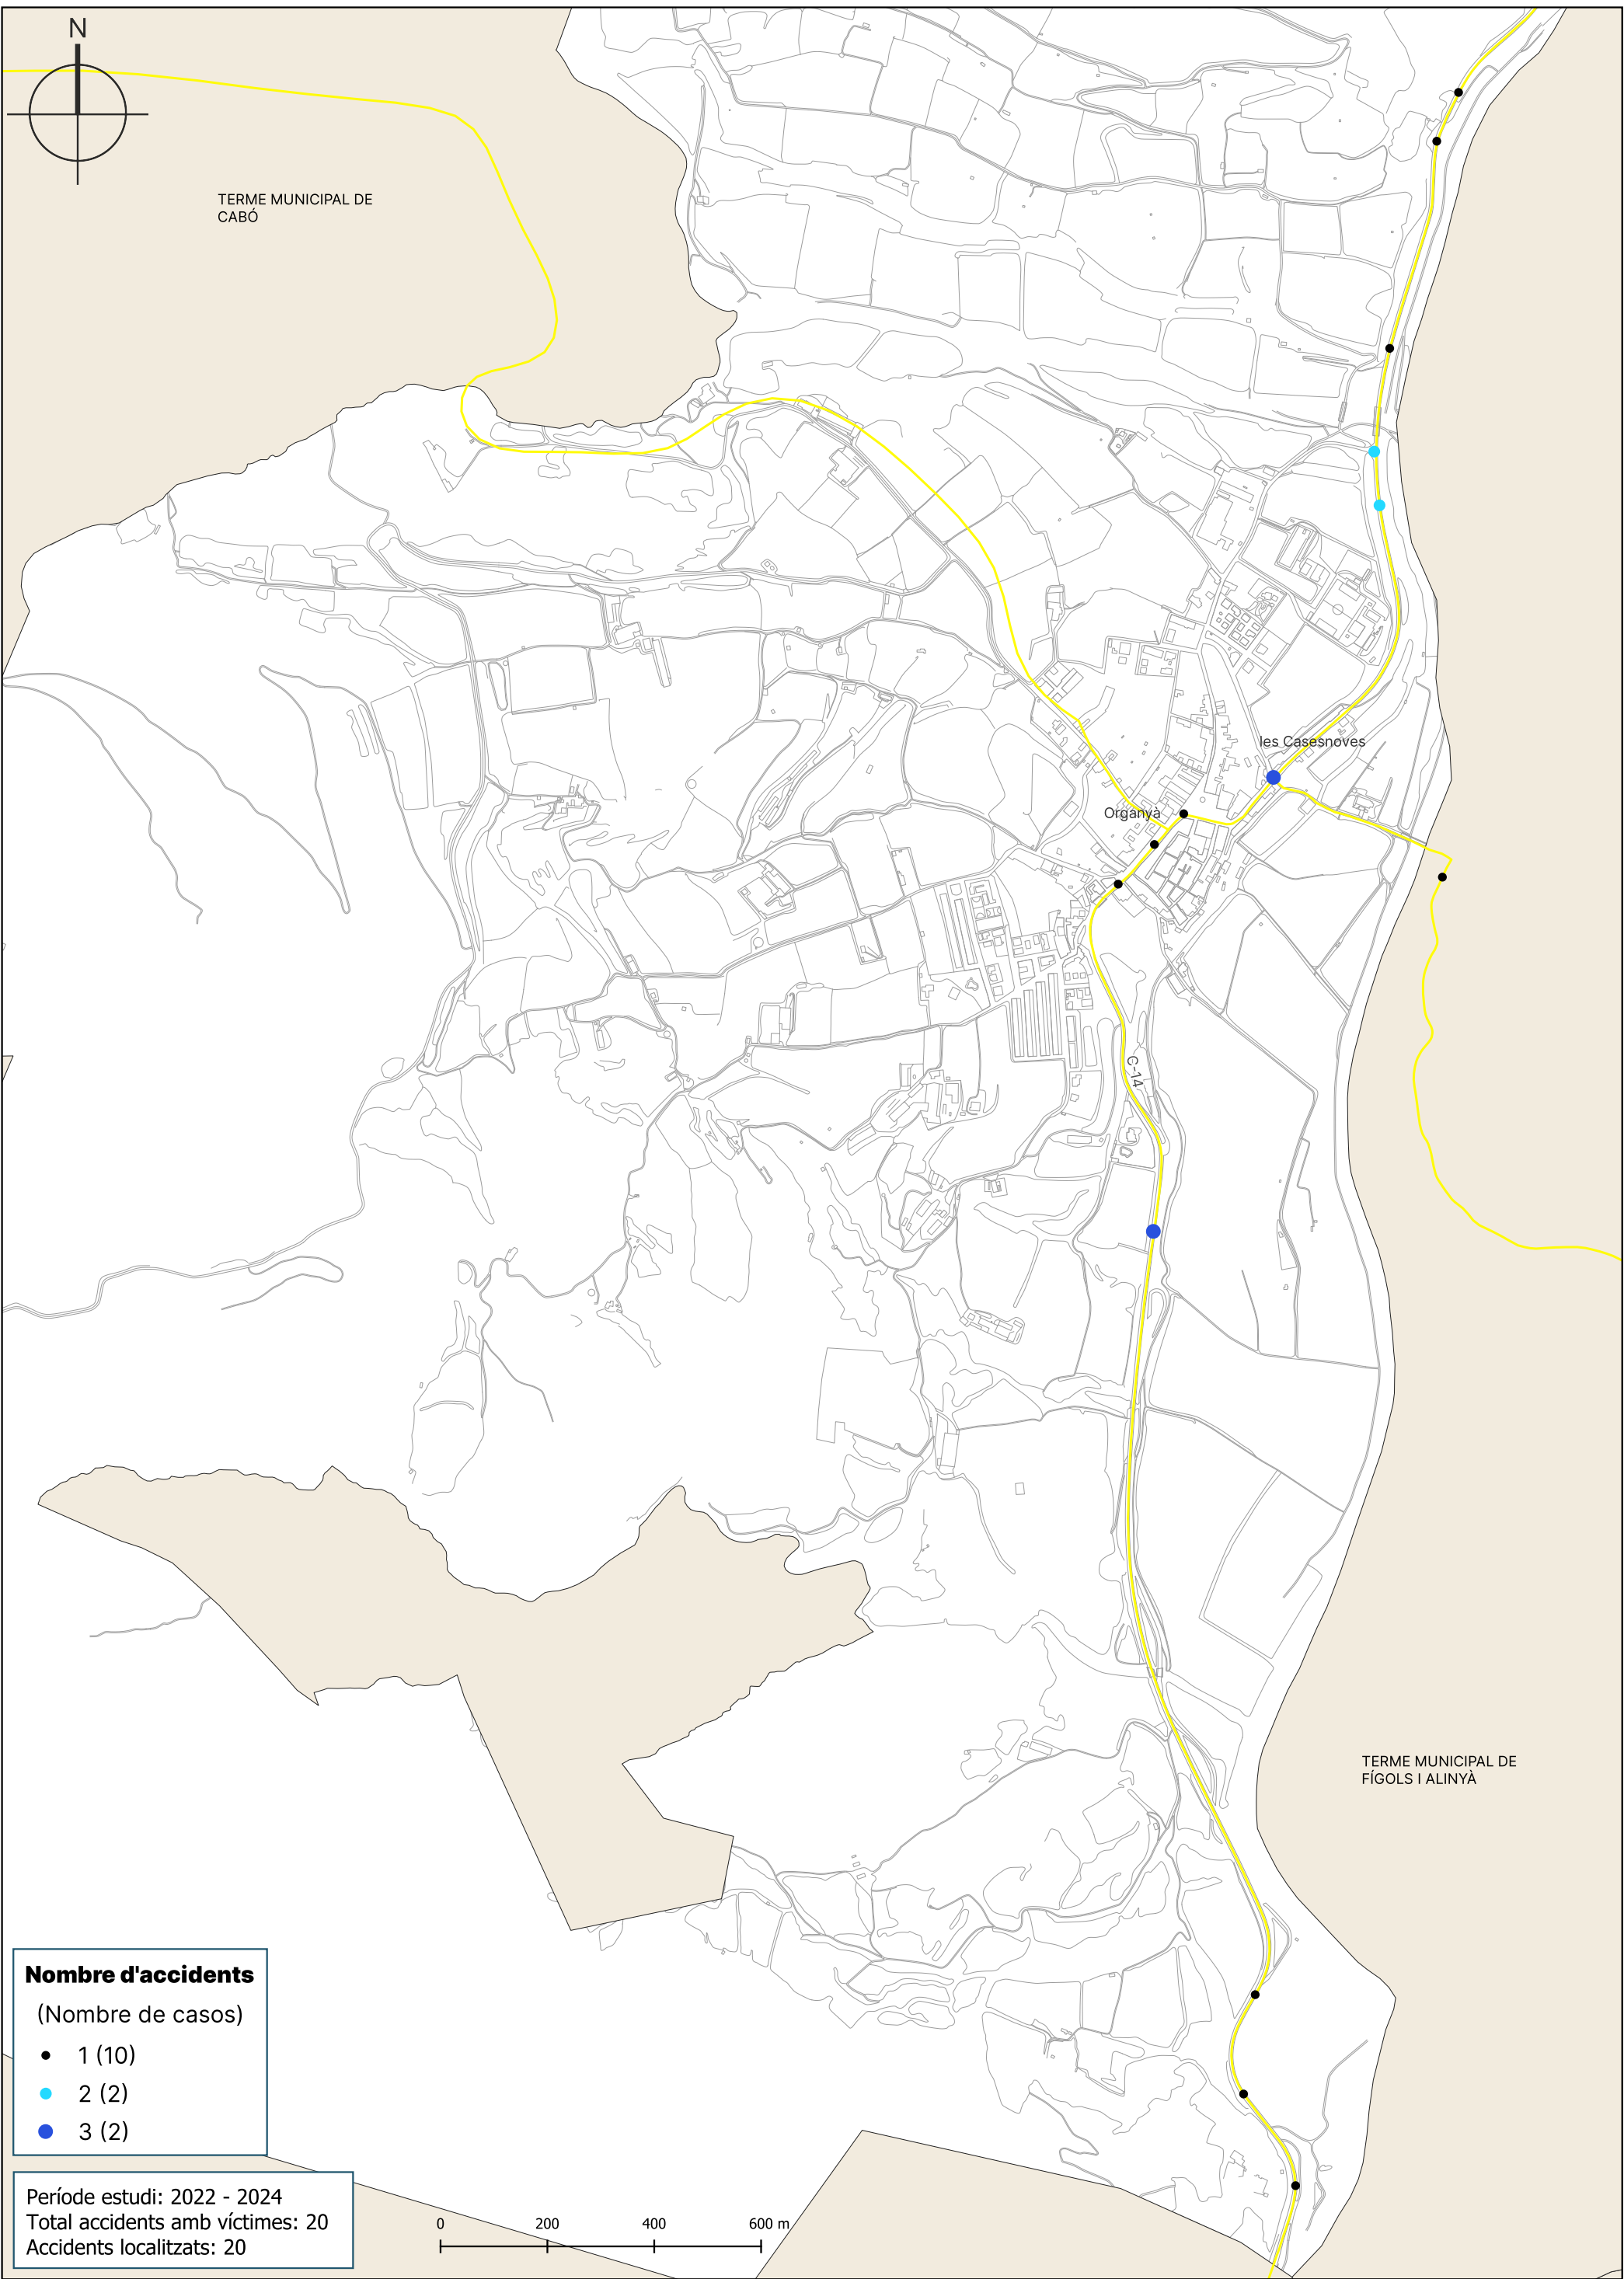 N
TERME MUNICIPAL DE
CABÓ
les Casesnoves
Organyà
C-14
TERME MUNICIPAL DE
FÍGOLS I ALINYÀ
Nombre d'accidents
(Nombre de casos)
1 (10)
2 (2)
3 (2)
Període estudi: 2022 - 2024
Total accidents amb víctimes: 20
Accidents localitzats: 20
0 200 400 600 m